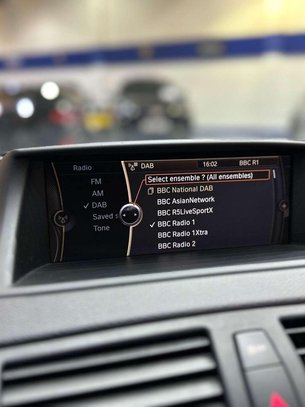 Radio
DAB 16:02 BBC R1
FM
AM
✓ DAB
Saved s
Tone
Select ensemble ? (All ensembles)
BBC National DAB
BBC AsianNetwork
BBC R5LiveSportX
✓ BBC Radio 1
BBC Radio 1Xtra
BBC Radio 2